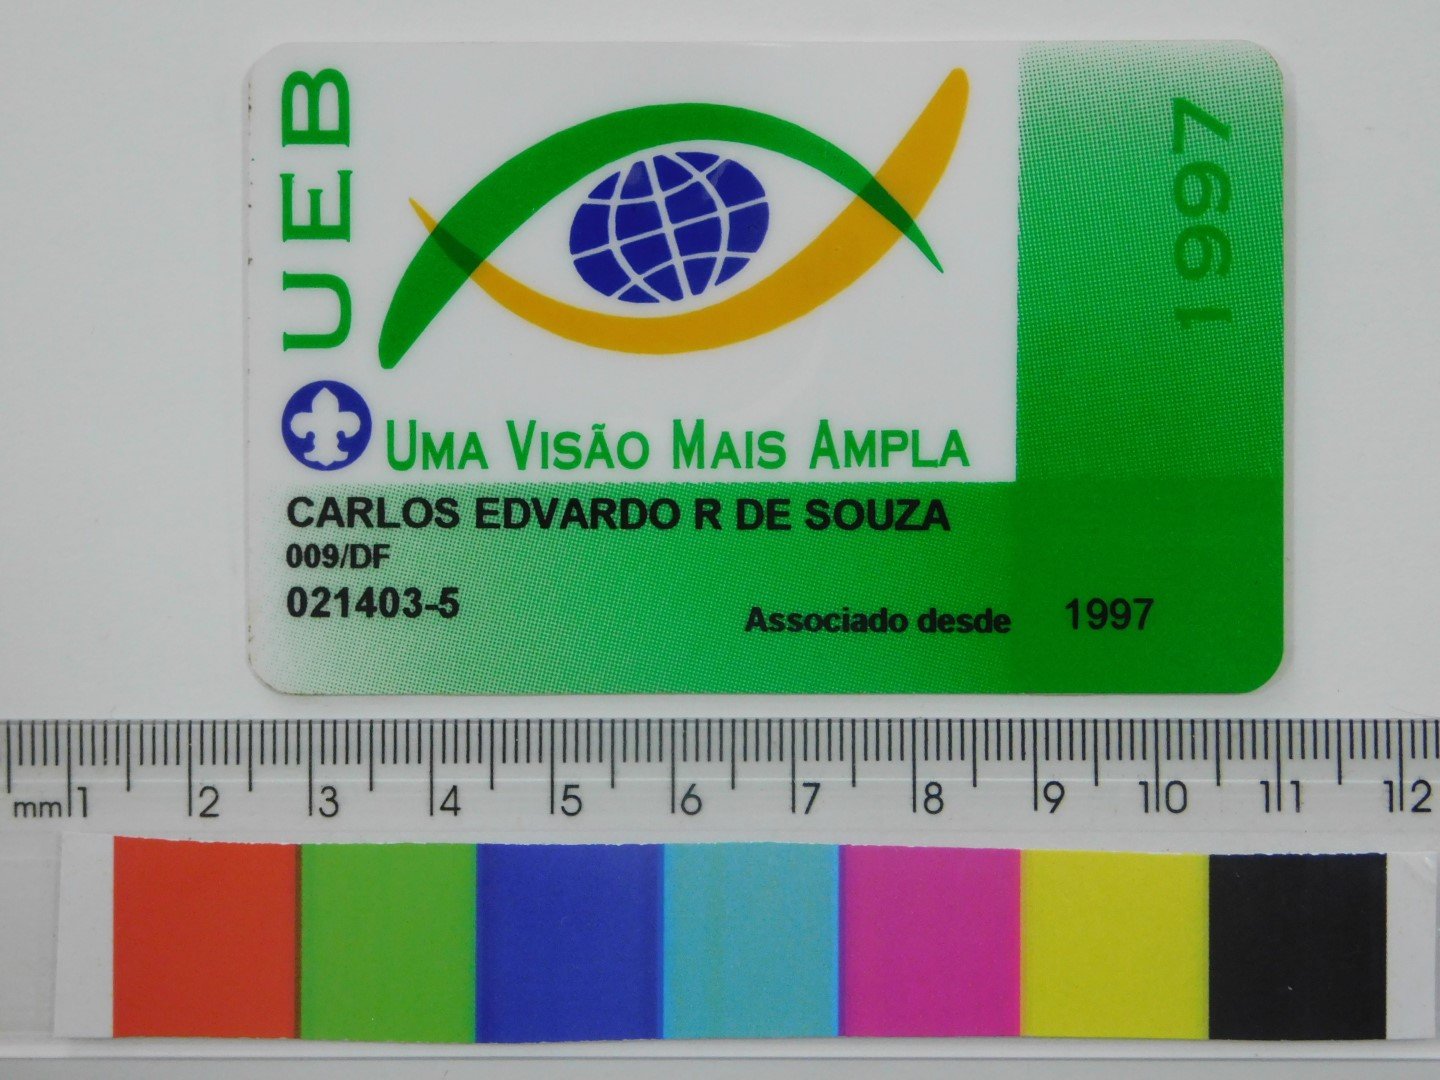 UEB
1997
UMA VISÃO MAIS AMPLA
CARLOS EDVARDO R DE SOUZA
009/DF
021403-5
Associado desde 1997
mm 1 2 3 4 5 6 7 8 9 10 11 12